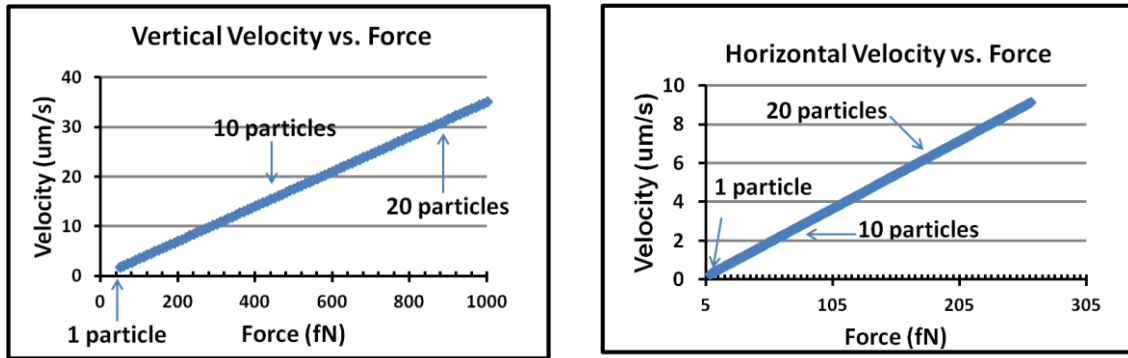 Vertical Velocity vs. Force
Velocity (um/s)
40
30
20
10
0
10 particles
20 particles
0 200 400 600 800 1000
1 particle
Force (fN)
Horizontal Velocity vs. Force
Velocity (um/s)
10
8
6
4
2
0
20 particles
1 particle
10 particles
5 105 205 305
Force (fN)